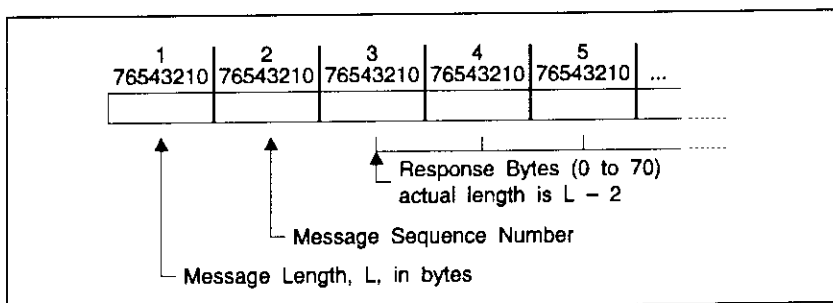 1 2 3 4 5
76543210 76543210 76543210 76543210 76543210 ...
Response Bytes (0 to 70)
actual length is L – 2
Message Sequence Number
Message Length, L, in bytes